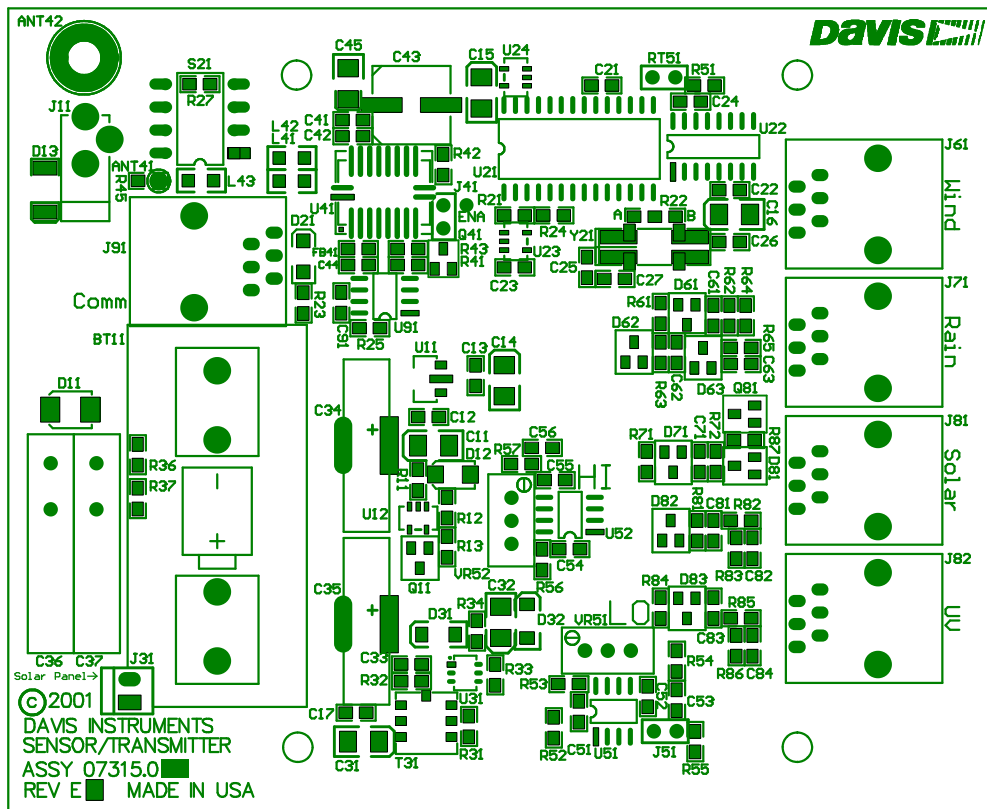 ANT42
DAVIS
C45
C43
C15
U24
S21
R27
C21
RT51
R51
C24
J11
D13
L42
L41
C41
C42
R42
U21
U22
J61
Wind
ANT41
R45
L43
U41
J41
ENA
R21
Q41
R24
A
R22
B
C22
C16
J91
D21
FB41
C44
R43
R41
U23
Y21
C26
Comm
R23
C91
C23
C25
C27
J71
Rain
U91
R25
R61
D61
C61
R62
R64
BT11
D62
D63
R65
C63
U11
C13
C14
R63
C62
Q81
D11
C34
+
C12
C11
D12
R57
C56
R71
D71
C71
R72
R87
D81
J81
Solar
R36
R37
R11
C55
H
I
U12
R12
R13
VR52
U52
C54
D82
R81
C81
R82
Q11
R56
R83
C82
J82
UV
C35
+
D31
R34
C32
D32
LO
VR51
R84
D83
R85
C83
R86
C84
C36
C37
J31
Solar Panel→
C33
R32
U31
R33
R53
R54
C52
C53
© 2001
C17
DAVIS INSTRUMENTS
SENSOR/TRANSMITTER
ASSY 07315.0
REV E MADE IN USA
C31
T31
R31
R52
C51
U51
J51
R55